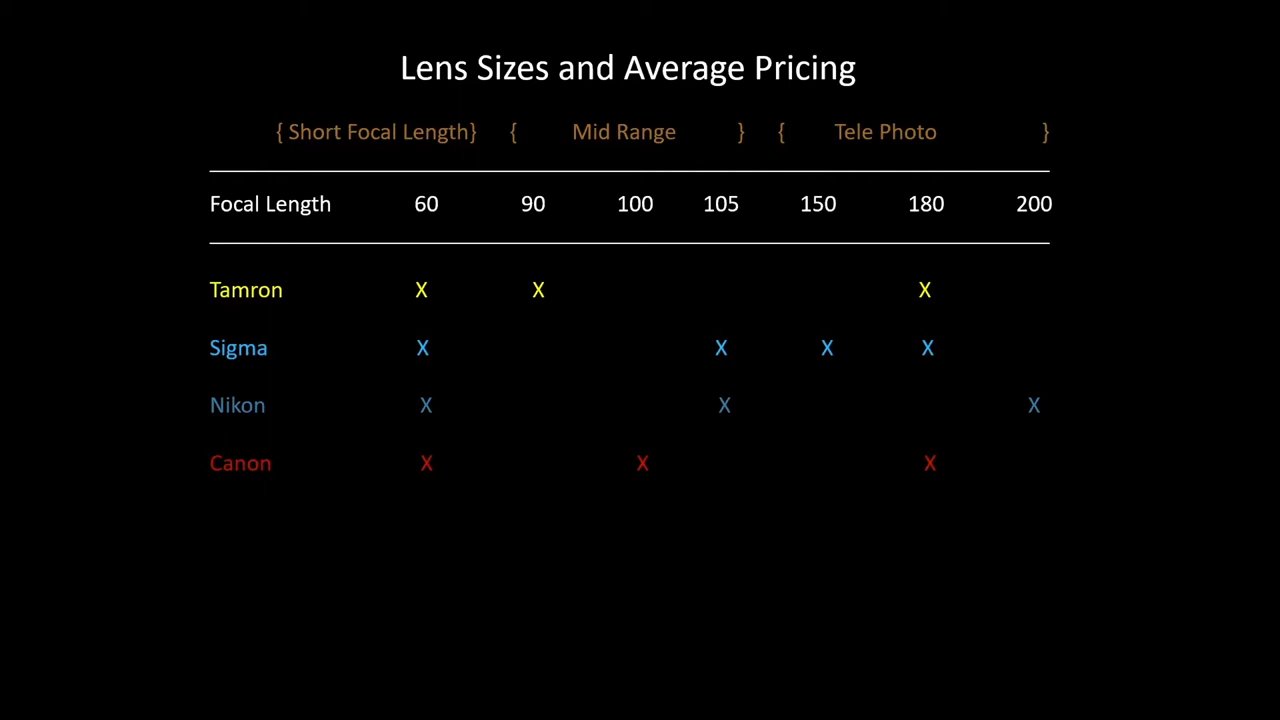 Lens Sizes and Average Pricing
{ Short Focal Length} { Mid Range } { Tele Photo }
Focal Length 60 90 100 105 150 180 200
Tamron X X X
Sigma X X X X
Nikon X X X
Canon X X X